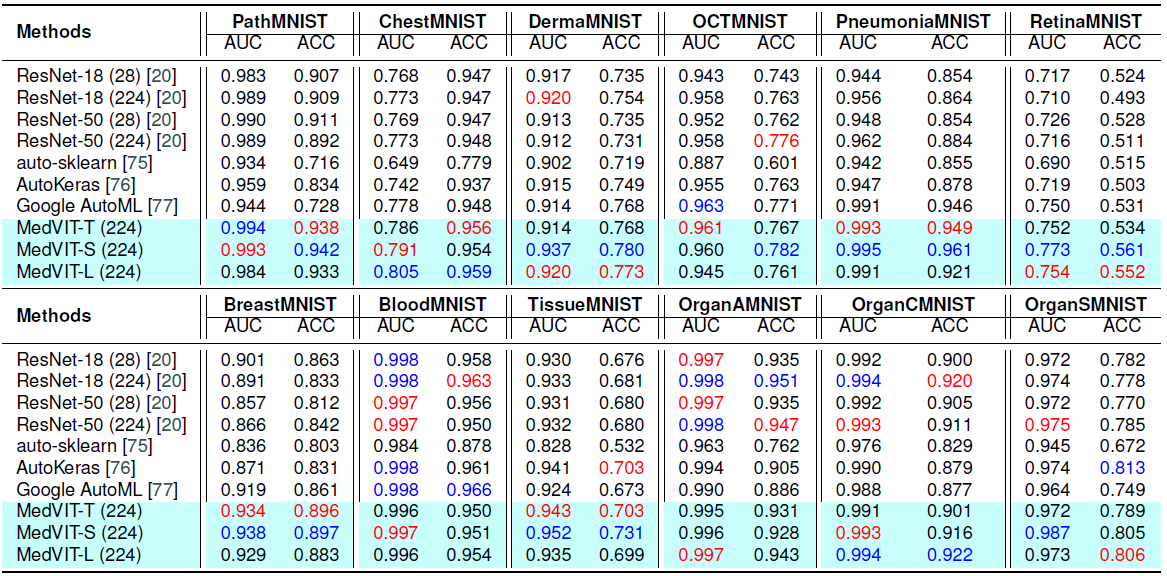 Methods PathMNIST ChestMNIST DermaMNIST OCTMNIST PneumoniaMNIST RetinaMNIST
AUC ACC AUC ACC AUC ACC AUC ACC AUC ACC AUC ACC
ResNet-18 (28) [20] 0.983 0.907 0.768 0.947 0.917 0.735 0.943 0.743 0.944 0.854 0.717 0.524
ResNet-18 (224) [20] 0.989 0.909 0.773 0.947 0.920 0.754 0.958 0.763 0.956 0.864 0.710 0.493
ResNet-50 (28) [20] 0.990 0.911 0.769 0.947 0.913 0.735 0.952 0.762 0.948 0.854 0.726 0.528
ResNet-50 (224) [20] 0.989 0.892 0.773 0.948 0.912 0.731 0.958 0.776 0.962 0.884 0.716 0.511
auto-sklearn [75] 0.934 0.716 0.649 0.779 0.902 0.719 0.887 0.601 0.942 0.855 0.690 0.515
AutoKeras [76] 0.959 0.834 0.742 0.937 0.915 0.749 0.955 0.763 0.947 0.878 0.719 0.503
Google AutoML [77] 0.944 0.728 0.778 0.948 0.914 0.768 0.963 0.771 0.991 0.946 0.750 0.531
MedVIT-T (224) 0.994 0.938 0.786 0.956 0.914 0.768 0.961 0.767 0.993 0.949 0.752 0.534
MedVIT-S (224) 0.993 0.942 0.791 0.954 0.937 0.780 0.960 0.782 0.995 0.961 0.773 0.561
MedVIT-L (224) 0.984 0.933 0.805 0.959 0.920 0.773 0.945 0.761 0.991 0.921 0.754 0.552
Methods BreastMNIST BloodMNIST TissueMNIST OrganAMNIST OrganCMNIST OrganSMNIST
AUC ACC AUC ACC AUC ACC AUC ACC AUC ACC AUC ACC
ResNet-18 (28) [20] 0.901 0.863 0.998 0.958 0.930 0.676 0.997 0.935 0.992 0.900 0.972 0.782
ResNet-18 (224) [20] 0.891 0.833 0.998 0.963 0.933 0.681 0.998 0.951 0.994 0.920 0.974 0.778
ResNet-50 (28) [20] 0.857 0.812 0.997 0.956 0.931 0.680 0.997 0.935 0.992 0.905 0.972 0.770
ResNet-50 (224) [20] 0.866 0.842 0.997 0.950 0.932 0.680 0.998 0.947 0.993 0.911 0.975 0.785
auto-sklearn [75] 0.836 0.803 0.984 0.878 0.828 0.532 0.963 0.762 0.976 0.829 0.945 0.672
AutoKeras [76] 0.871 0.831 0.998 0.961 0.941 0.703 0.994 0.905 0.990 0.879 0.974 0.813
Google AutoML [77] 0.919 0.861 0.998 0.966 0.924 0.673 0.990 0.886 0.988 0.877 0.964 0.749
MedVIT-T (224) 0.934 0.896 0.996 0.950 0.943 0.703 0.995 0.931 0.991 0.901 0.972 0.789
MedVIT-S (224) 0.938 0.897 0.997 0.951 0.952 0.731 0.996 0.928 0.993 0.916 0.987 0.805
MedVIT-L (224) 0.929 0.883 0.996 0.954 0.935 0.699 0.997 0.943 0.994 0.922 0.973 0.806